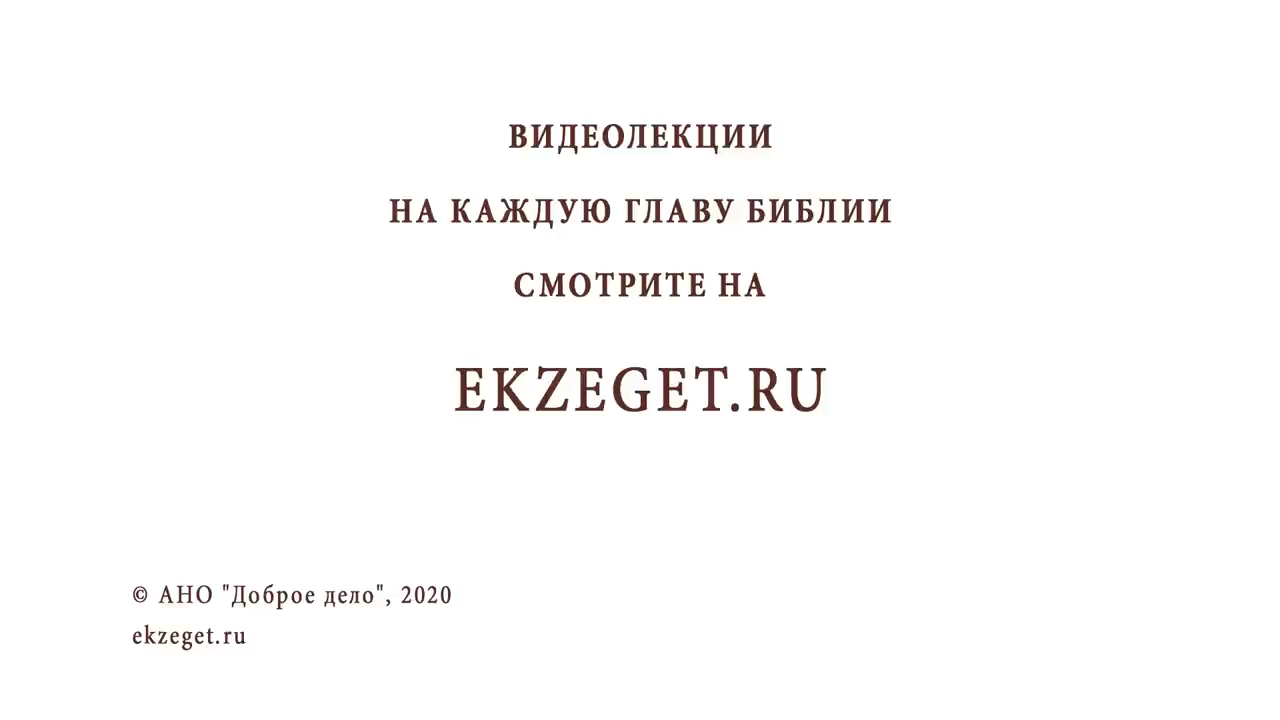 ВИДЕОЛЕКЦИИ
НА КАЖДУЮ ГЛАВУ БИБЛИИ
СМОТРИТЕ НА
EKZEGET.RU
© АНО "Доброе дело", 2020
ekzeget.ru